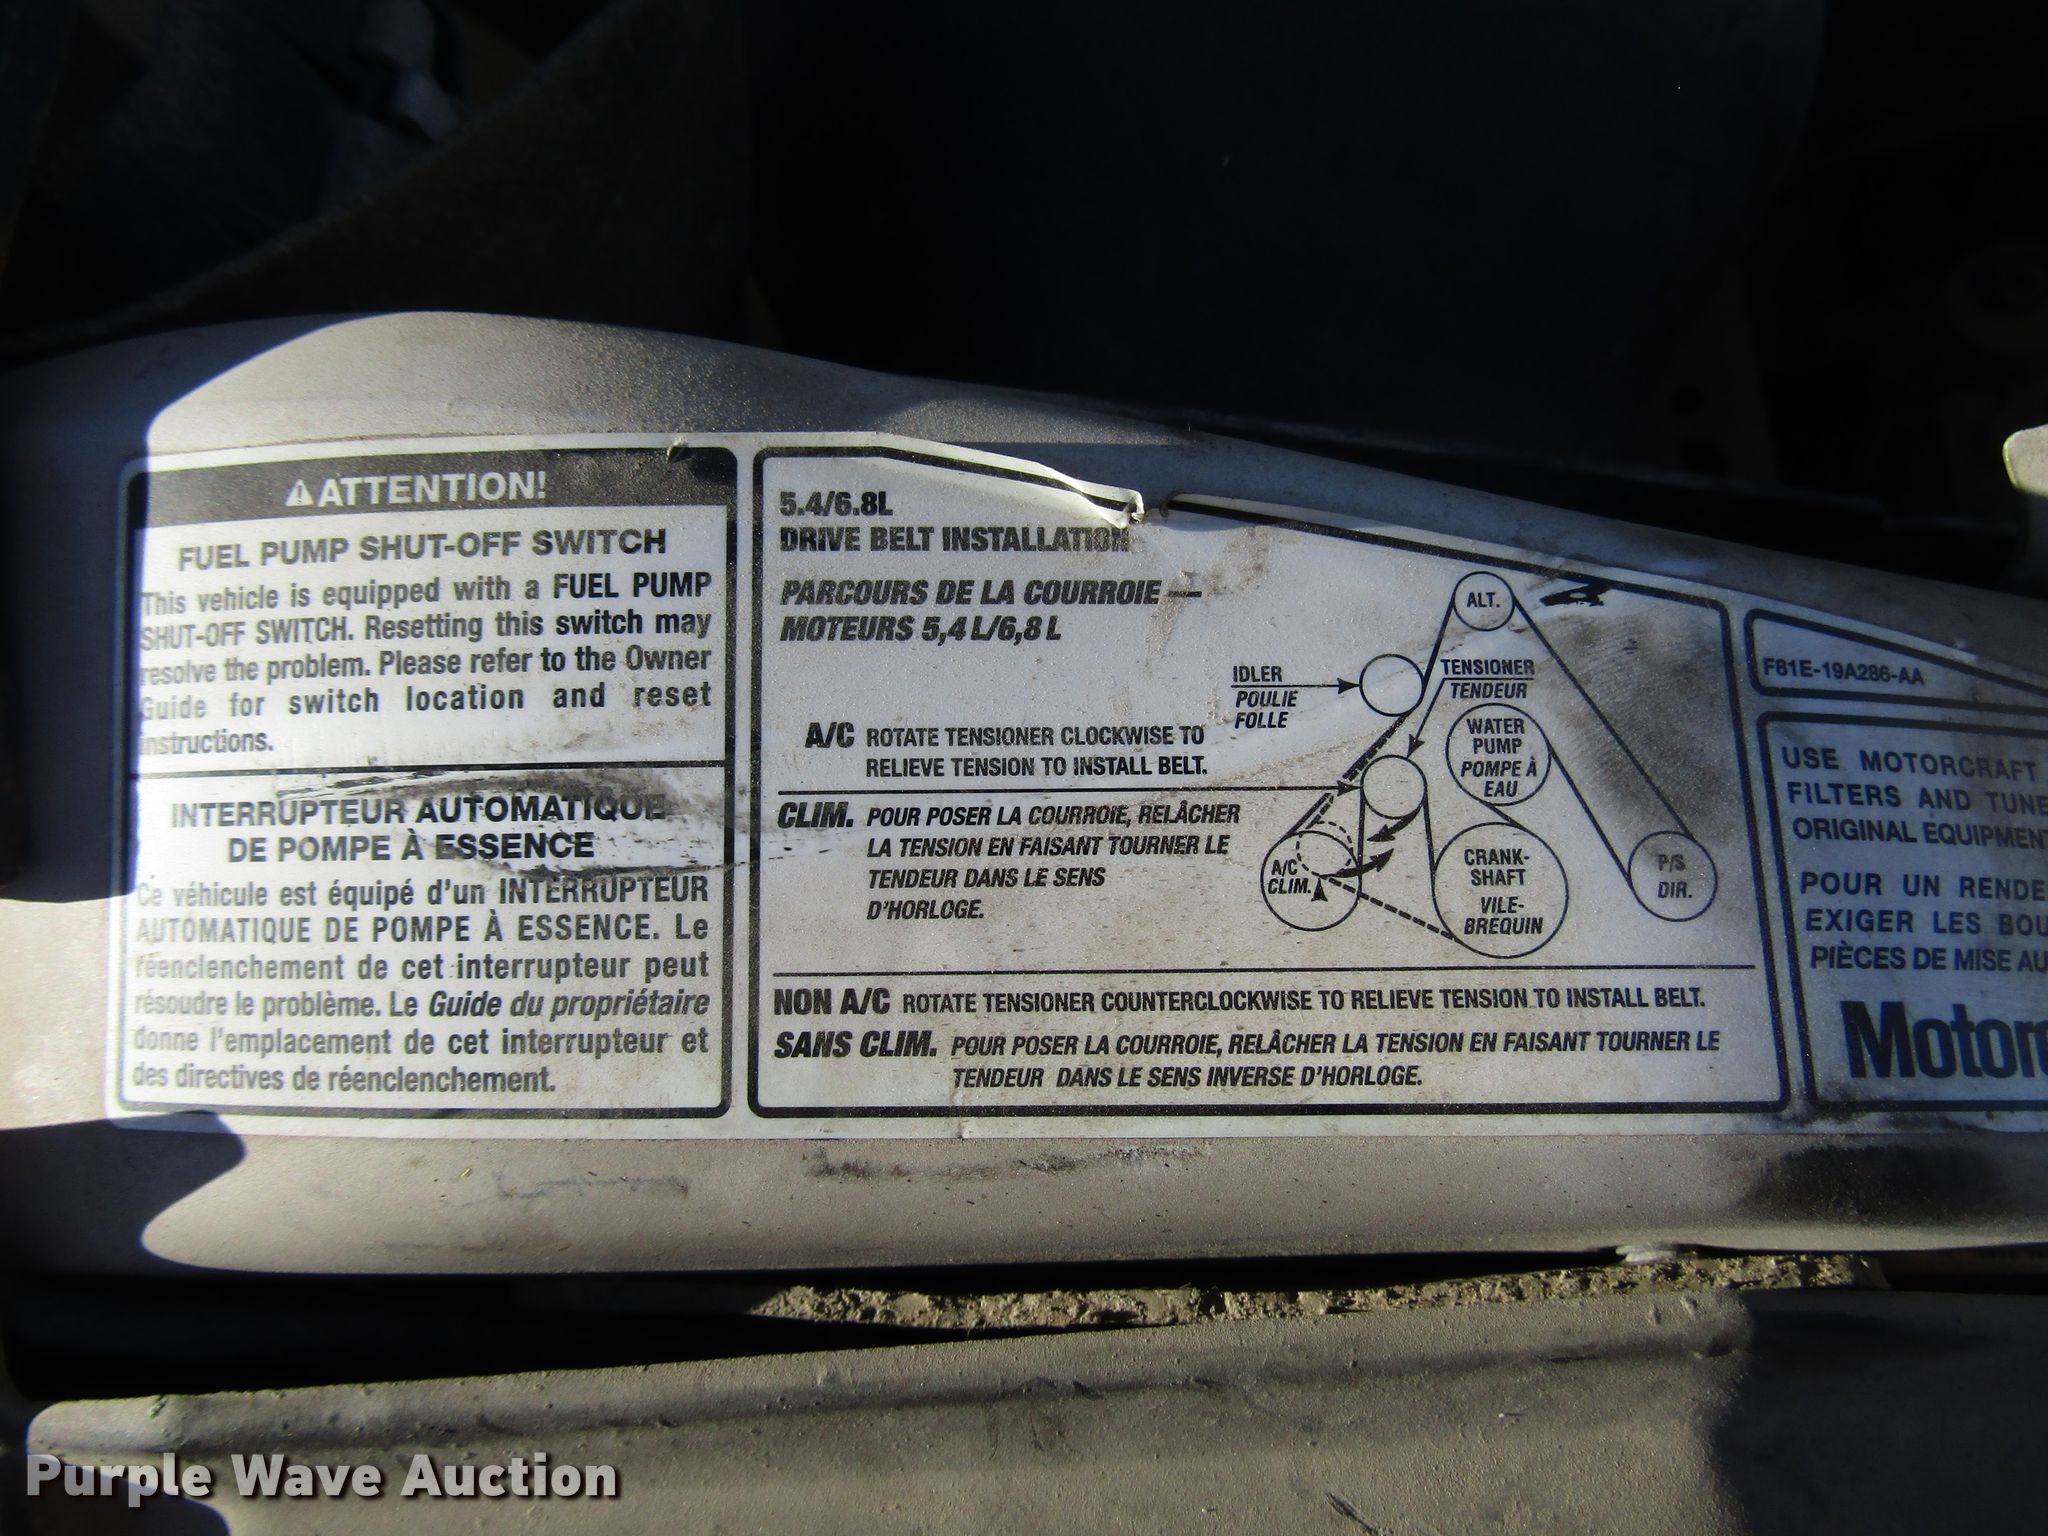 ATTENTION!
FUEL PUMP SHUT-OFF SWITCH
This vehicle is equipped with a FUEL PUMP
SHUT-OFF SWITCH. Resetting this switch may
resolve the problem. Please refer to the Owner
Guide for switch location and reset
instructions.
INTERRUPTEUR AUTOMATIQUE
DE POMPE À ESSENCE
Ce véhicule est équipé d'un INTERRUPTEUR
AUTOMATIQUE DE POMPE À ESSENCE. Le
réenclenchement de cet interrupteur peut
résoudre le problème. Le Guide du propriétaire
donne l'emplacement de cet interrupteur et
des directives de réenclenchement.
5.4/6.8L
DRIVE BELT INSTALLATION
PARCOURS DE LA COURROIE —
MOTEURS 5,4 L/6,8 L
A/C ROTATE TENSIONER CLOCKWISE TO
RELIEVE TENSION TO INSTALL BELT.
CLIM. POUR POSER LA COURROIE, RELÂCHER
LA TENSION EN FAISANT TOURNER LE
TENDEUR DANS LE SENS
D'HORLOGE.
ALT.
IDLER
POULIE
FOLLE
TENSIONER
TENDEUR
WATER
PUMP
POMPE À
EAU
A/C
CLIM.
CRANK-
SHAFT
VILE-
BREQUIN
P/S
DIR.
NON A/C ROTATE TENSIONER COUNTERCLOCKWISE TO RELIEVE TENSION TO INSTALL BELT.
SANS CLIM. POUR POSER LA COURROIE, RELÂCHER LA TENSION EN FAISANT TOURNER LE
TENDEUR DANS LE SENS INVERSE D'HORLOGE.
F81E-19A286-AA
USE MOTORCRAFT
FILTERS AND TUNE
ORIGINAL EQUIPMEN
POUR UN RENDE
EXIGER LES BOU
PIÈCES DE MISE AU
Motorc
Purple Wave Auction